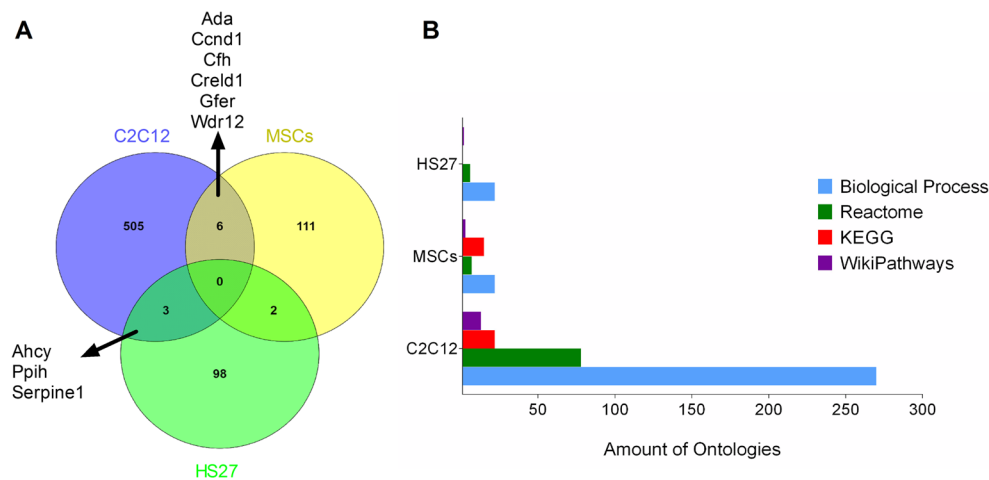 A
Ada
Ccnd1
Cfh
Creld1
Gfer
Wdr12
C2C12
MSCs
505
6
111
0
3
2
98
Ahcy
Ppih
Serpine1
HS27
B
HS27
MSCs
C2C12
50
100
150
200
250
300
Amount of Ontologies
Biological Process
Reactome
KEGG
WikiPathways